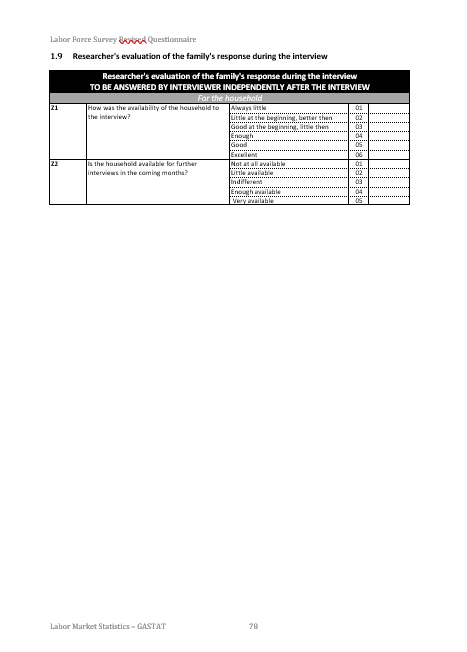 Labor Force Survey Revised Questionnaire
1.9 Researcher's evaluation of the family's response during the interview
Researcher's evaluation of the family's response during the interview
TO BE ANSWERED BY INTERVIEWER INDEPENDENTLY AFTER THE INTERVIEW
For the household
Z1 How was the availability of the household to the interview?
Always little 01
Little at the beginning, better then 02
Good at the beginning, little then 03
Enough 04
Good 05
Excellent 06
Z2 Is the household available for further interviews in the coming months?
Not at all available 01
Little available 02
Indifferent 03
Enough available 04
Very available 05
Labor Market Statistics – GASTAT 78